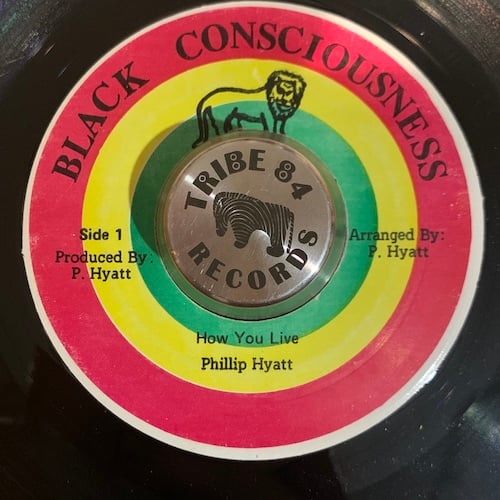 BLACK CONSCIOUSNESS
TRIBE 84
RECORDS
Side 1
Produced By:
P. Hyatt
Arranged By:
P. Hyatt
How You Live
Phillip Hyatt